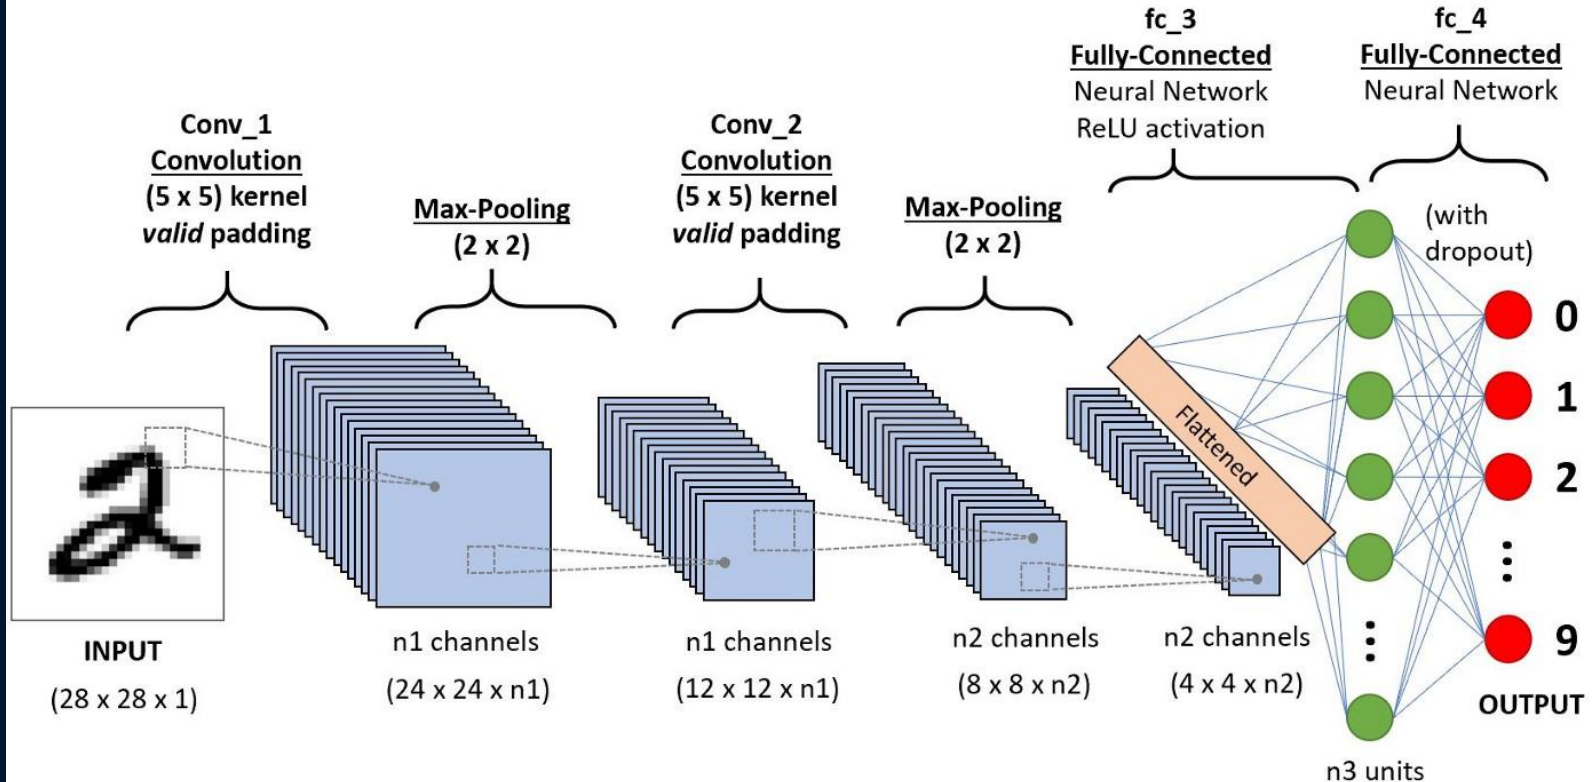 fc_3
Fully-Connected
Neural Network
ReLU activation
fc_4
Fully-Connected
Neural Network
Conv_1
Convolution
(5 x 5) kernel
valid padding
Max-Pooling
(2 x 2)
Conv_2
Convolution
(5 x 5) kernel
valid padding
Max-Pooling
(2 x 2)
(with
dropout)
Flattened
0
1
2
9
OUTPUT
INPUT
(28 x 28 x 1)
n1 channels
(24 x 24 x n1)
n1 channels
(12 x 12 x n1)
n2 channels
(8 x 8 x n2)
n2 channels
(4 x 4 x n2)
n3 units
2